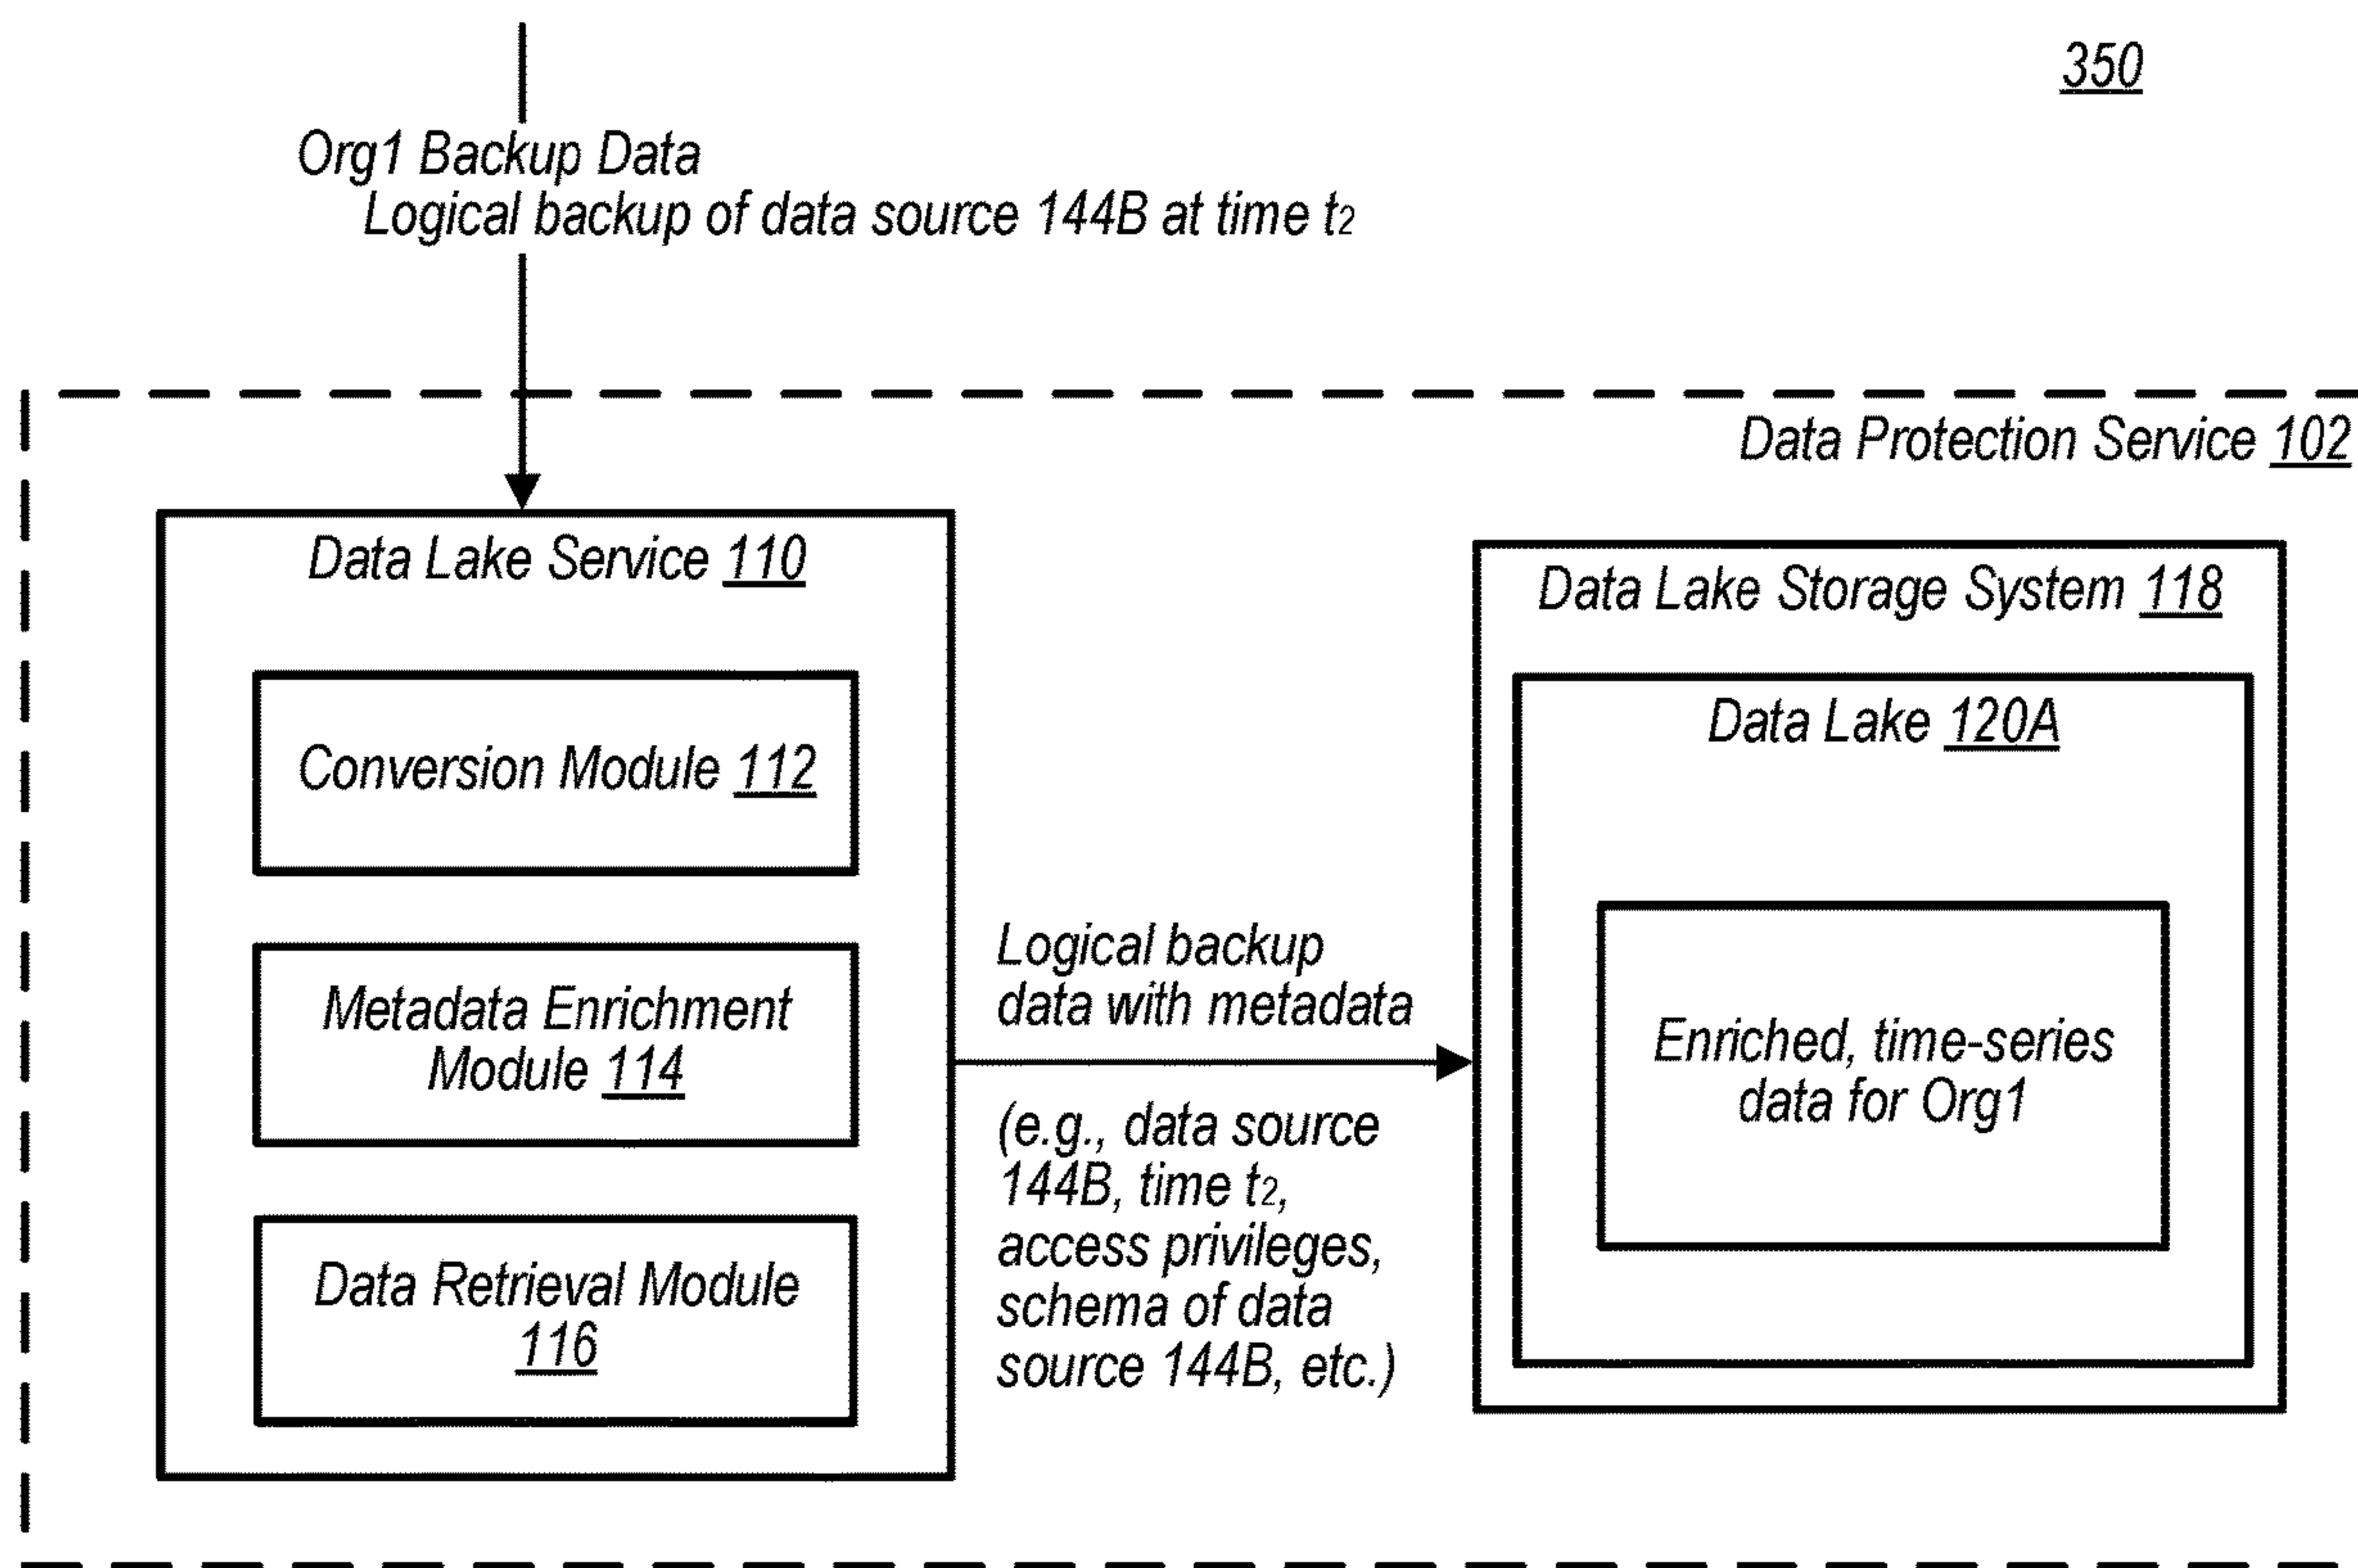 350
Org1 Backup Data
Logical backup of data source 144B at time t2
Data Protection Service 102
Data Lake Service 110
Conversion Module 112
Metadata Enrichment
Module 114
Data Retrieval Module
116
Logical backup
data with metadata
(e.g., data source
144B, time t2,
access privileges,
schema of data
source 144B, etc.)
Data Lake Storage System 118
Data Lake 120A
Enriched, time-series
data for Org1